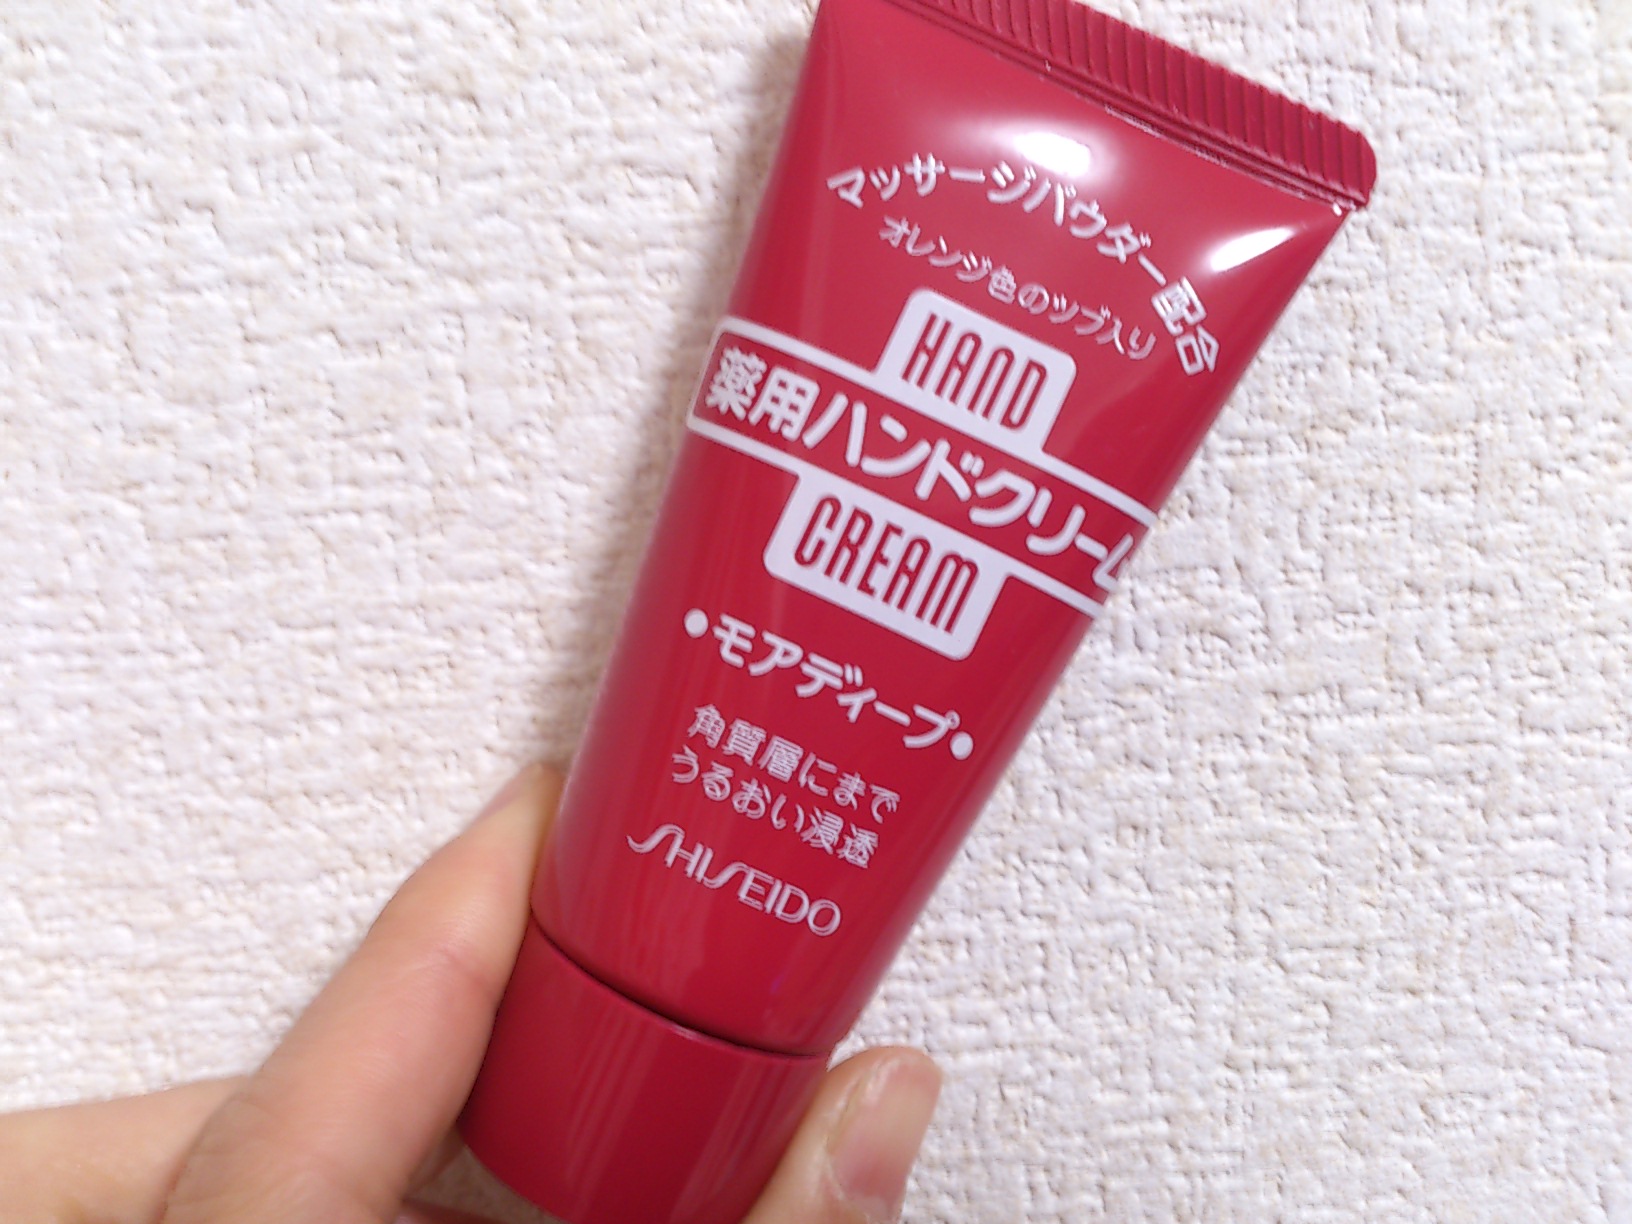 マッサージパウダー配合
オレンジ色のツブ入り
HAND
薬用ハンドクリーム
CREAM
•モアディープ•
角質層にまで
うるおい浸透
SHISEIDO